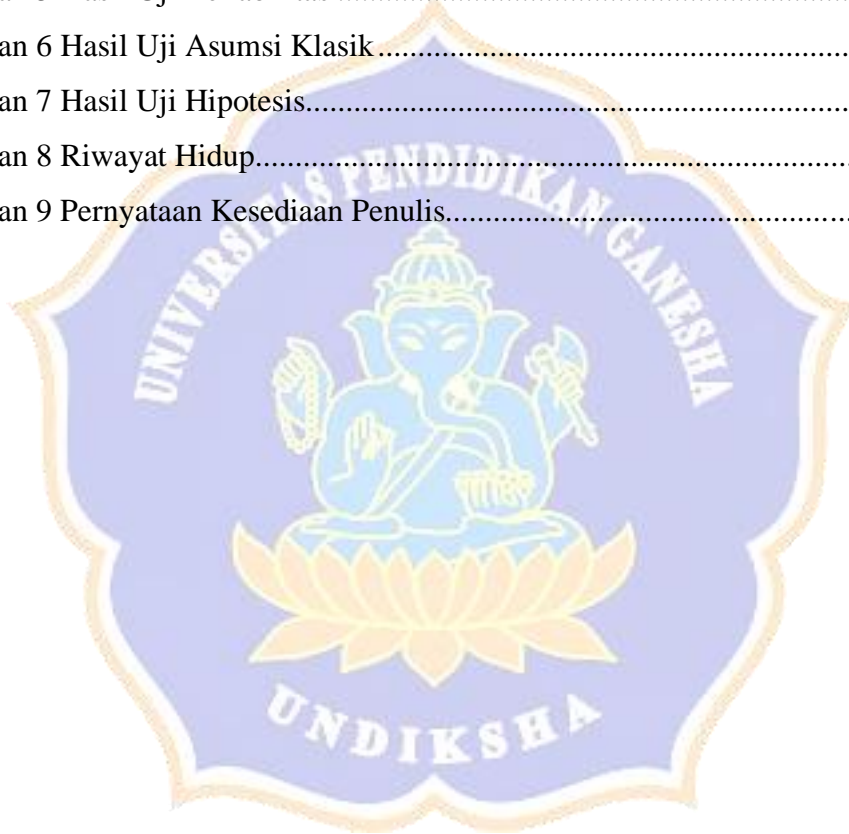 an 6 Hasil Uji Asumsi Klasik................................................
an 7 Hasil Uji Hipotesis................................................
an 8 Riwayat Hidup................................................
an 9 Pernyataan Kesediaan Penulis................................................
UNIVERSITAS PENDIDIKAN GANESHA
UNDIKSHA